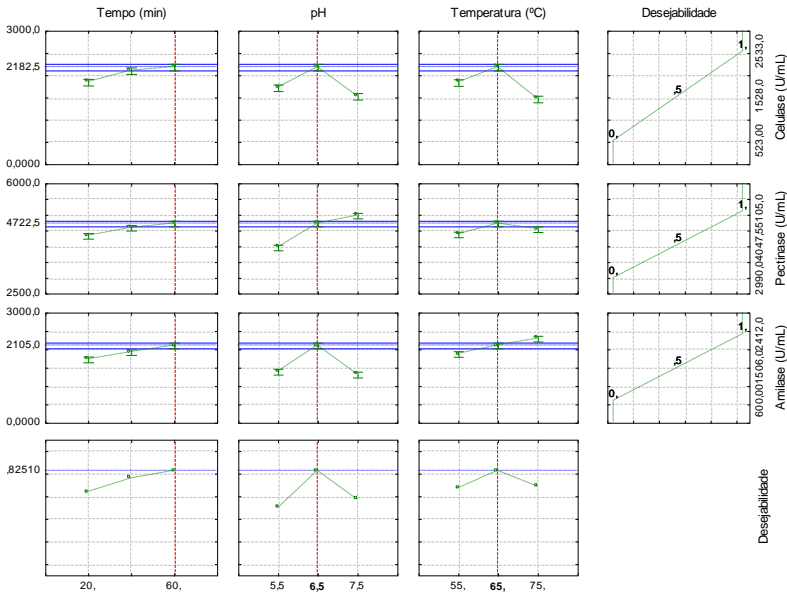 Tempo (min) pH Temperatura (ºC) Desejabilidade
3000,0
2182,5
0,0000
0, ,5 1,
523,00 1528,0 2533,0
Celulase (U/mL)
6000,0
4722,5
2500,0
0, ,5 1,
2990,0 4047,5 5105,0
Pectinase (U/mL)
3000,0
2105,0
0,0000
0, ,5 1,
600,00 1506,0 2412,0
Amilase (U/mL)
,82510
Desejabilidade
20, 60, 5,5 6,5 7,5 55, 65, 75,